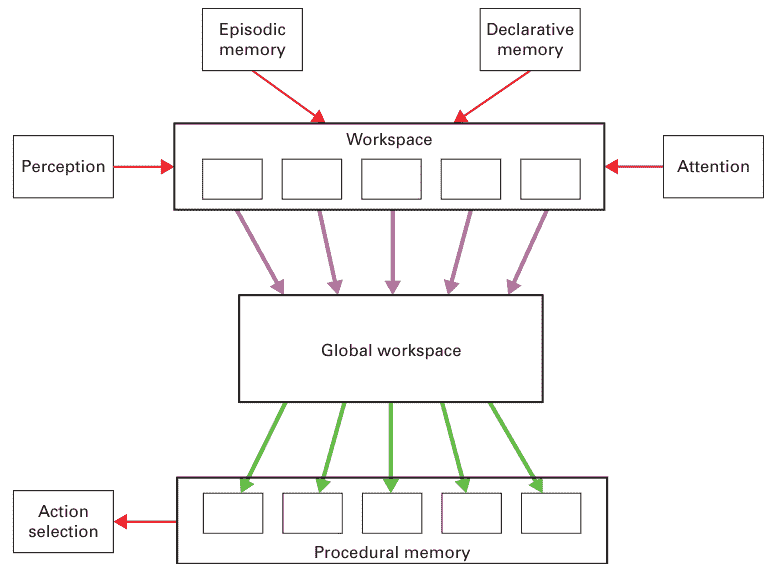 Episodic
memory
Declarative
memory
Workspace
Perception
Attention
Global workspace
Action
selection
Procedural memory